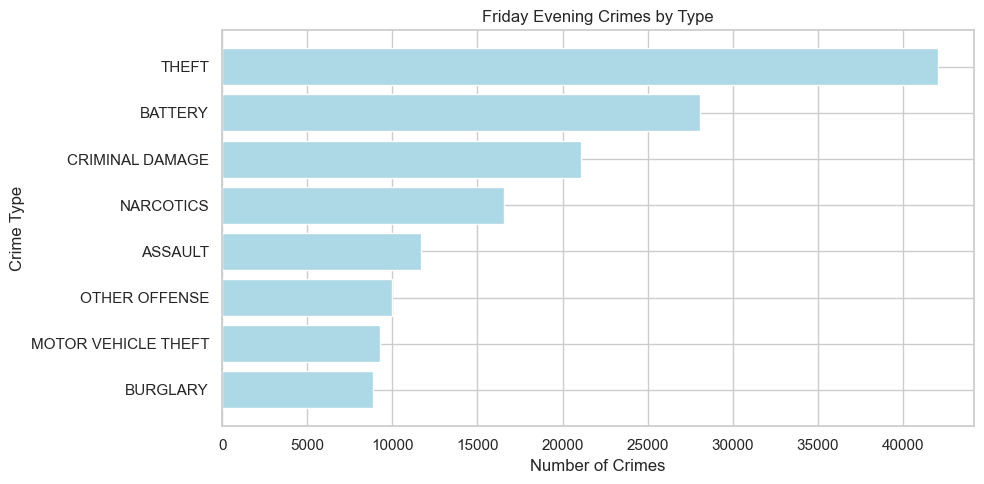 Friday Evening Crimes by Type
Crime Type
THEFT
BATTERY
CRIMINAL DAMAGE
NARCOTICS
ASSAULT
OTHER OFFENSE
MOTOR VEHICLE THEFT
BURGLARY
0 5000 10000 15000 20000 25000 30000 35000 40000
Number of Crimes